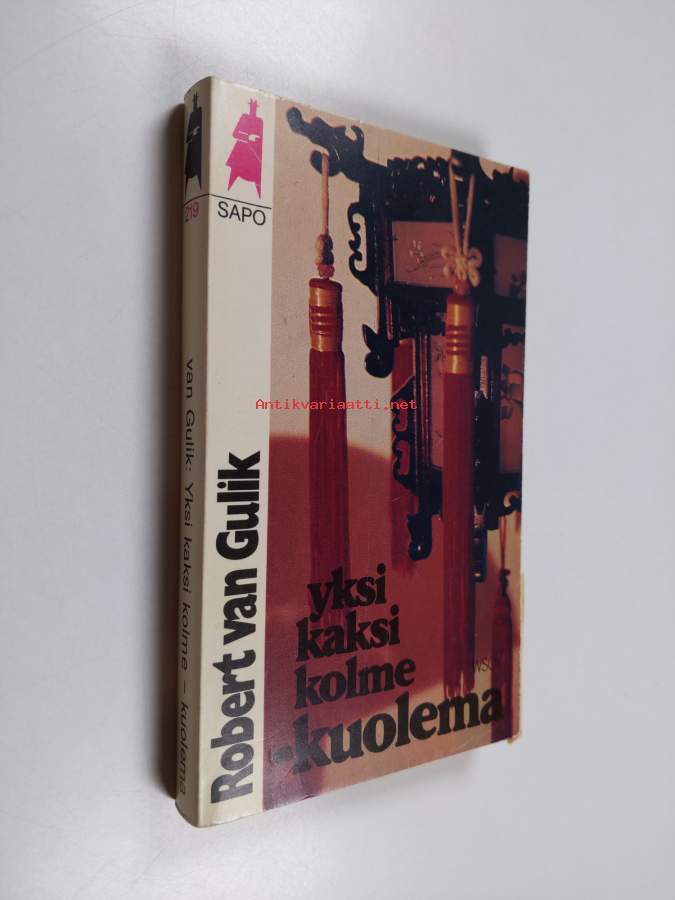 219
SAPO
van Gulik: Yksi kaksi kolme – kuolema
Robert van Gulik
Antikvariaatti.net
yksi
kaksi
kolme
-kuolema